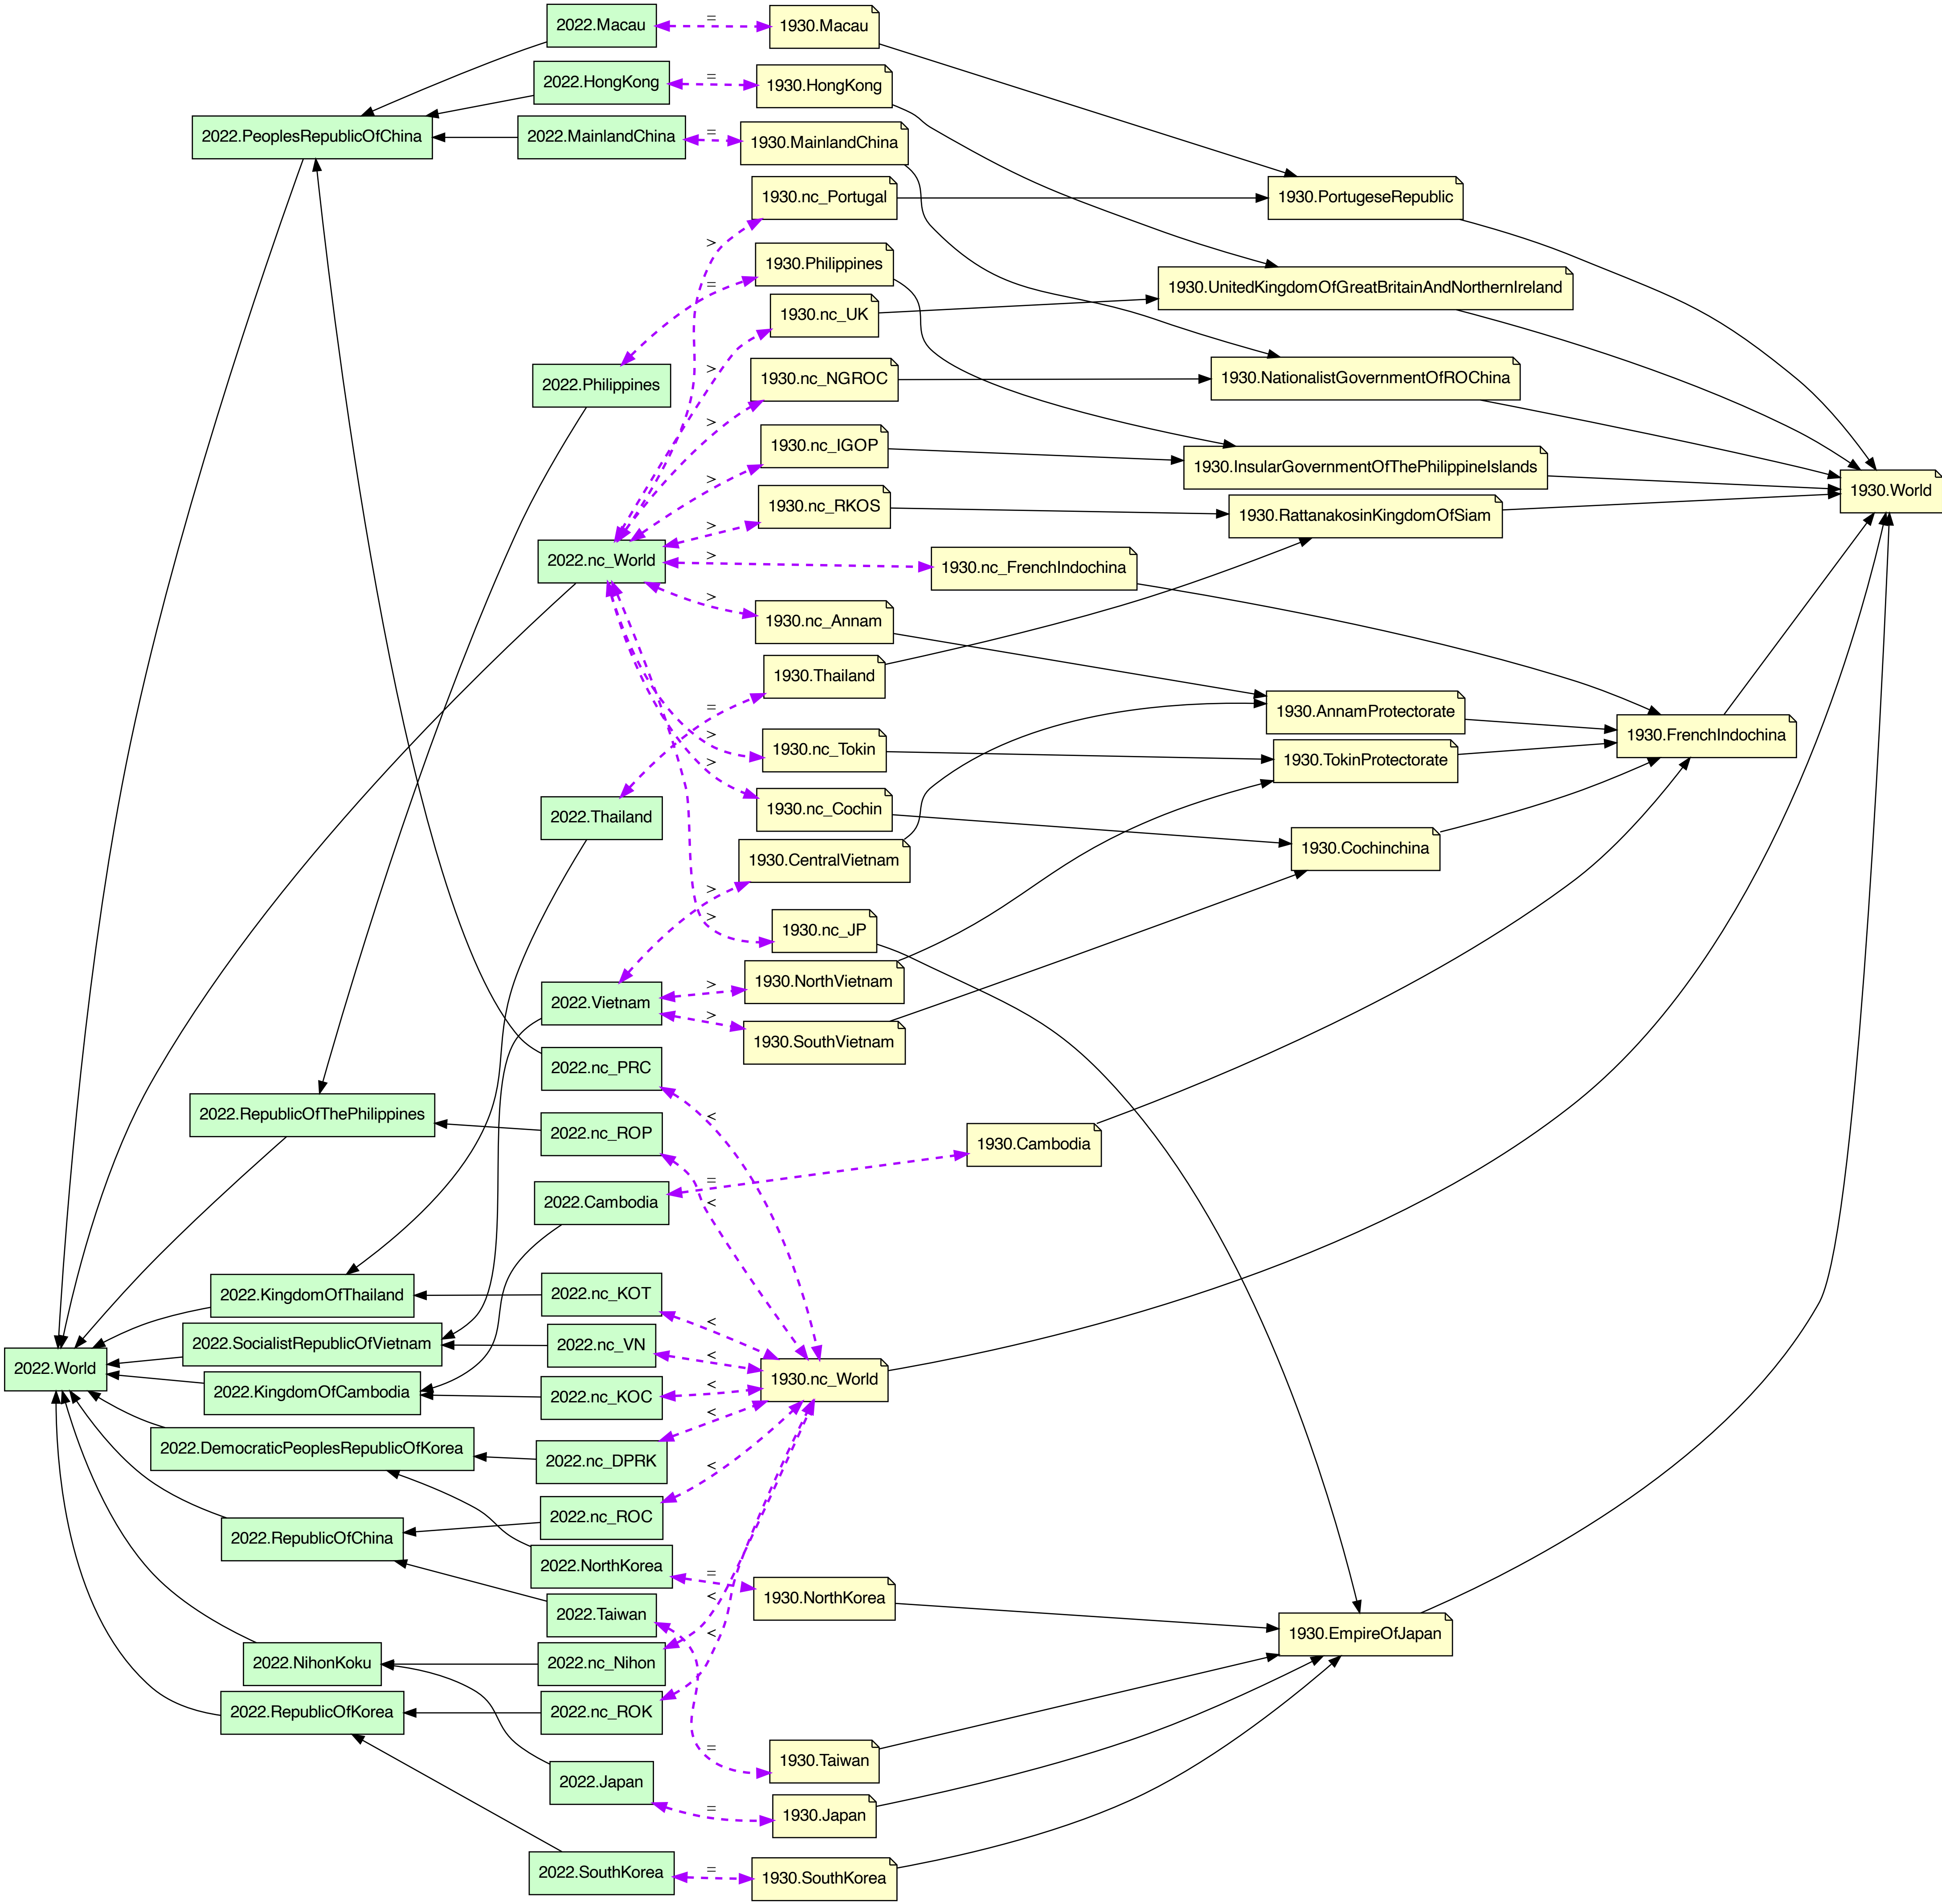 2022.Macau
=
1930.Macau
2022.HongKong
=
1930.HongKong
2022.PeoplesRepublicOfChina
2022.MainlandChina
=
1930.MainlandChina
1930.nc_Portugal
1930.PortugeseRepublic
>
1930.Philippines
=
1930.UnitedKingdomOfGreatBritainAndNorthernIreland
1930.nc_UK
>
2022.Philippines
1930.nc_NGROC
1930.NationalistGovernmentOfROChina
>
1930.nc_IGOP
1930.InsularGovernmentOfThePhilippineIslands
>
1930.World
1930.nc_RKOS
1930.RattanakosinKingdomOfSiam
>
2022.nc_World
>
1930.nc_FrenchIndochina
>
1930.nc_Annam
1930.Thailand
=
1930.AnnamProtectorate
>
1930.nc_Tokin
1930.FrenchIndochina
1930.TokinProtectorate
>
2022.Thailand
1930.nc_Cochin
1930.Cochinchina
1930.CentralVietnam
>
>
1930.nc_JP
>
1930.NorthVietnam
2022.Vietnam
>
1930.SouthVietnam
2022.nc_PRC
<
2022.RepublicOfThePhilippines
2022.nc_ROP
1930.Cambodia
=
2022.Cambodia
<
2022.KingdomOfThailand
2022.nc_KOT
<
2022.SocialistRepublicOfVietnam
2022.nc_VN
<
2022.World
1930.nc_World
<
2022.KingdomOfCambodia
2022.nc_KOC
<
2022.DemocraticPeoplesRepublicOfKorea
2022.nc_DPRK
<
2022.nc_ROC
2022.RepublicOfChina
2022.NorthKorea
=
1930.NorthKorea
<
2022.Taiwan
<
1930.EmpireOfJapan
2022.NihonKoku
2022.nc_Nihon
2022.RepublicOfKorea
2022.nc_ROK
=
1930.Taiwan
2022.Japan
=
1930.Japan
2022.SouthKorea
=
1930.SouthKorea